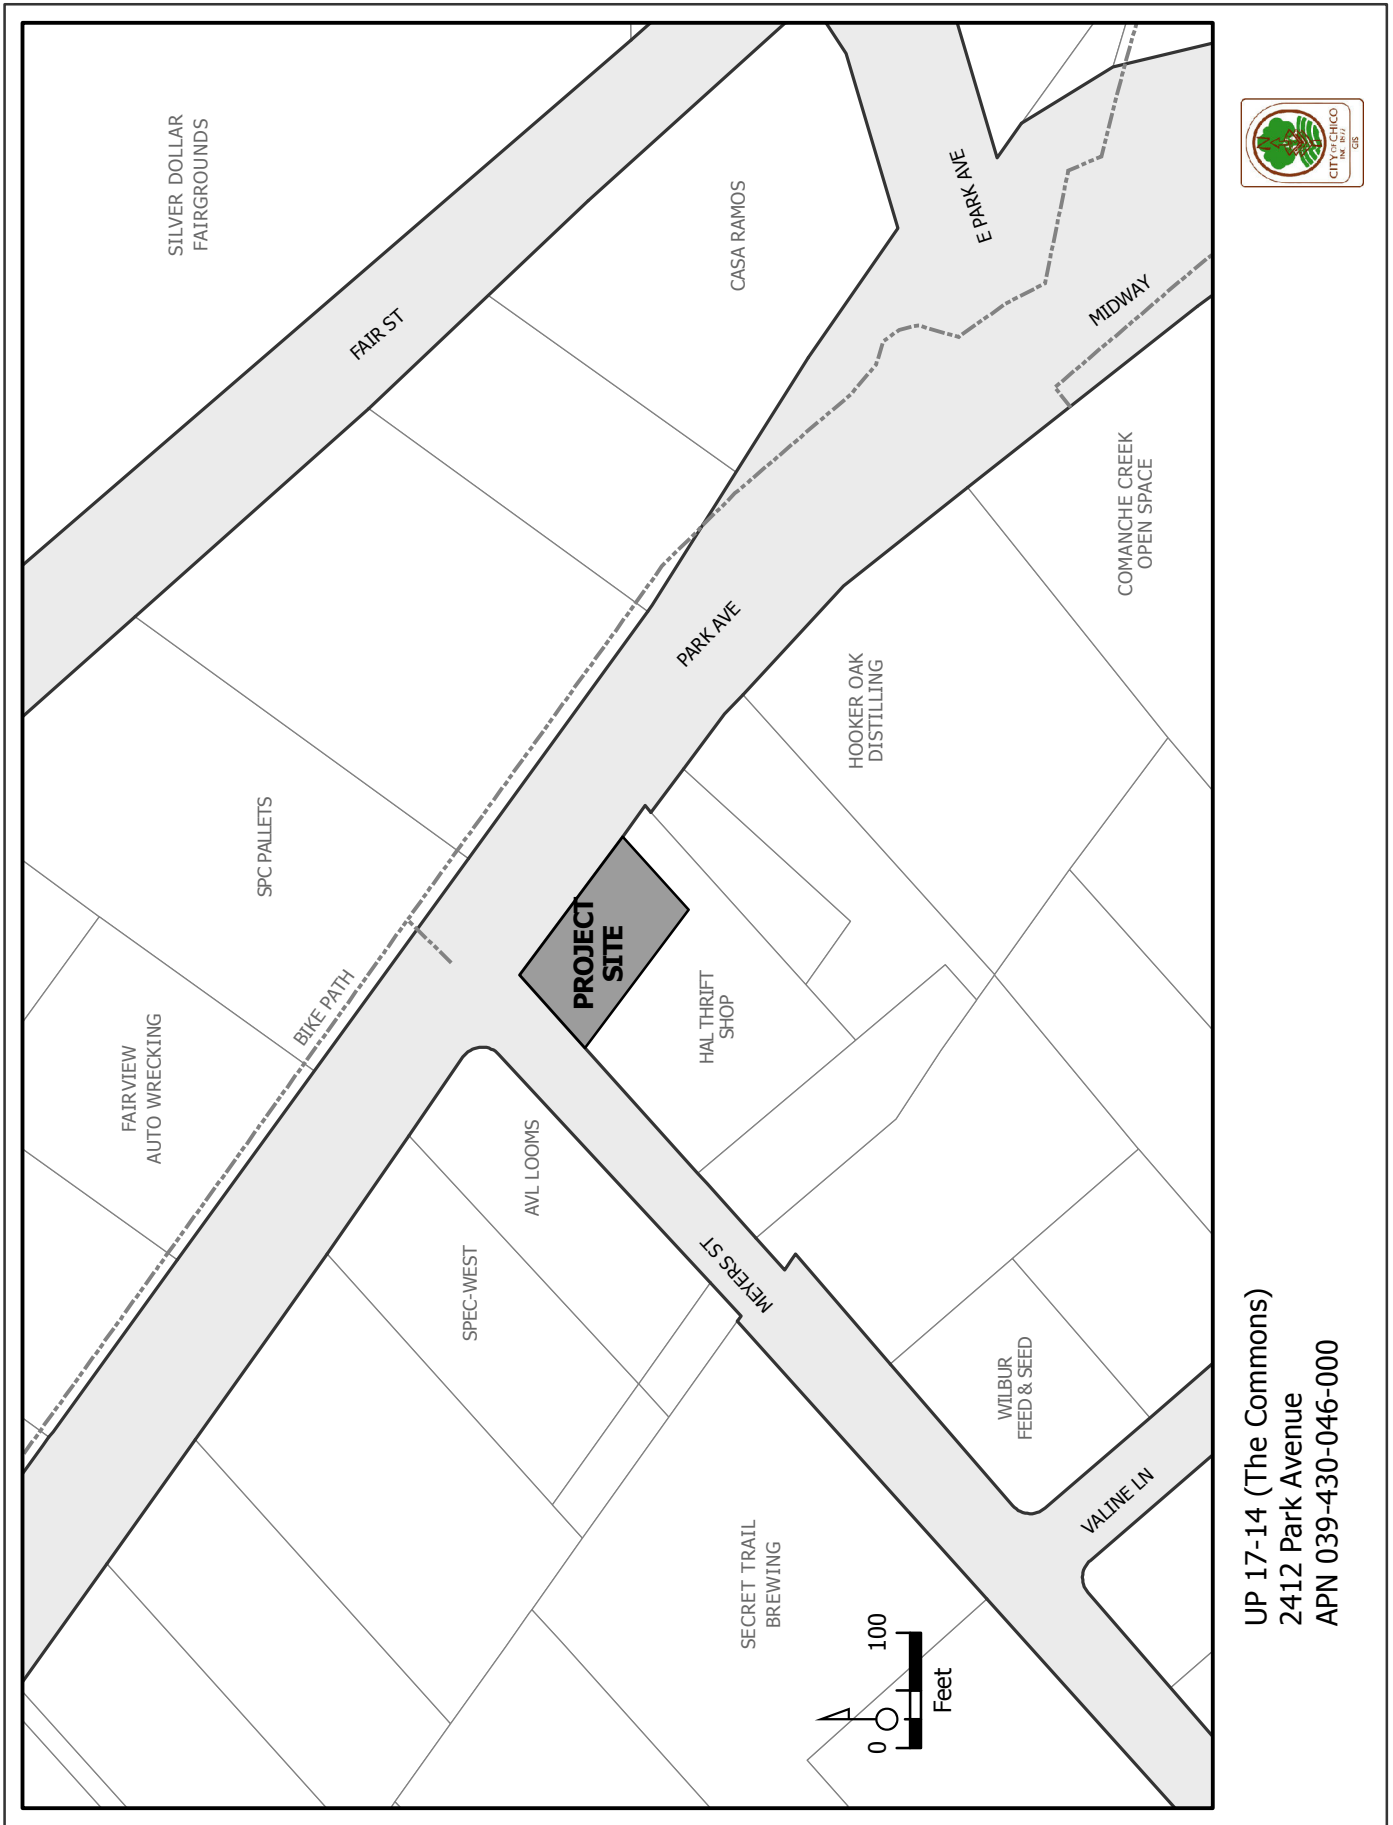 SILVER DOLLAR
FAIRGROUNDS
FAIR ST
CASA RAMOS
E PARK AVE
MIDWAY
COMANCHE CREEK
OPEN SPACE
PARK AVE
HOOKER OAK
DISTILLING
SPC PALLETS
PROJECT
SITE
BIKE PATH
HAL THRIFT
SHOP
FAIRVIEW
AUTO WRECKING
AVL LOOMS
SPEC-WEST
MEYERS ST
WILBUR
FEED & SEED
VALINE LN
SECRET TRAIL
BREWING
0 100
Feet
UP 17-14 (The Commons)
2412 Park Avenue
APN 039-430-046-000
N
CITY OF CHICO
INC. 1872
GIS